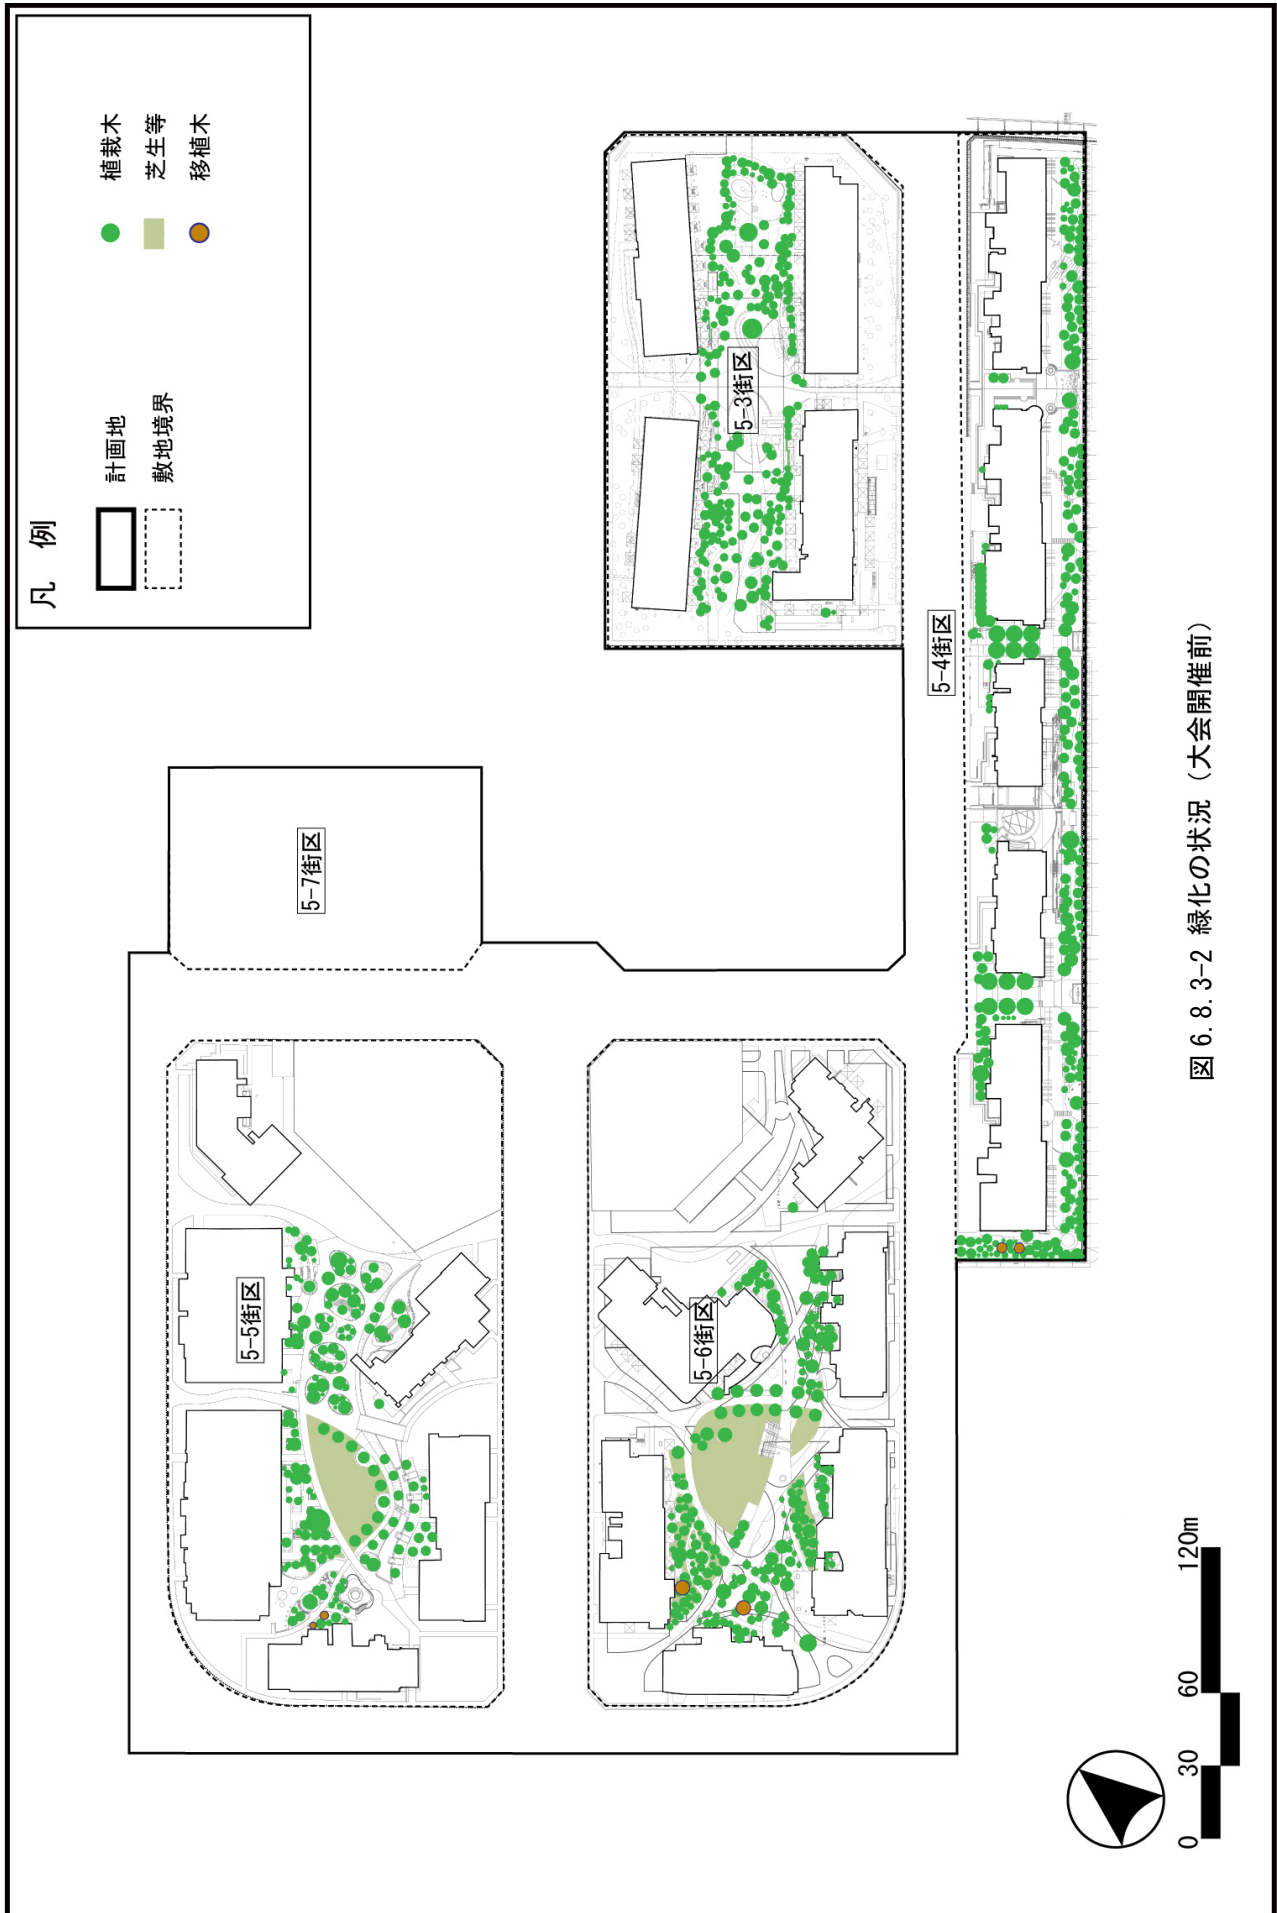 凡　例
計画地
敷地境界
植栽木
芝生等
移植木
5-7街区
5-5街区
5-6街区
5-3街区
5-4街区
0　30　60　120m
図 6.8.3-2 緑化の状況（大会開催前）